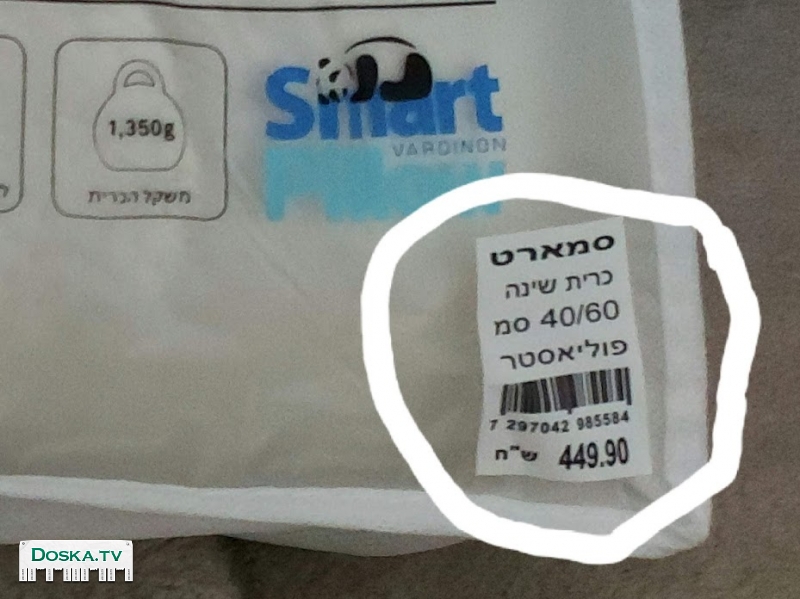 1,350g
משקל הכרית
Smart
VARDINON
Pillow
סמארט
כרית שינה
40/60 סמ
פוליאסטר
7 297042 985584
449.90 ש"ח
DOSKA.TV